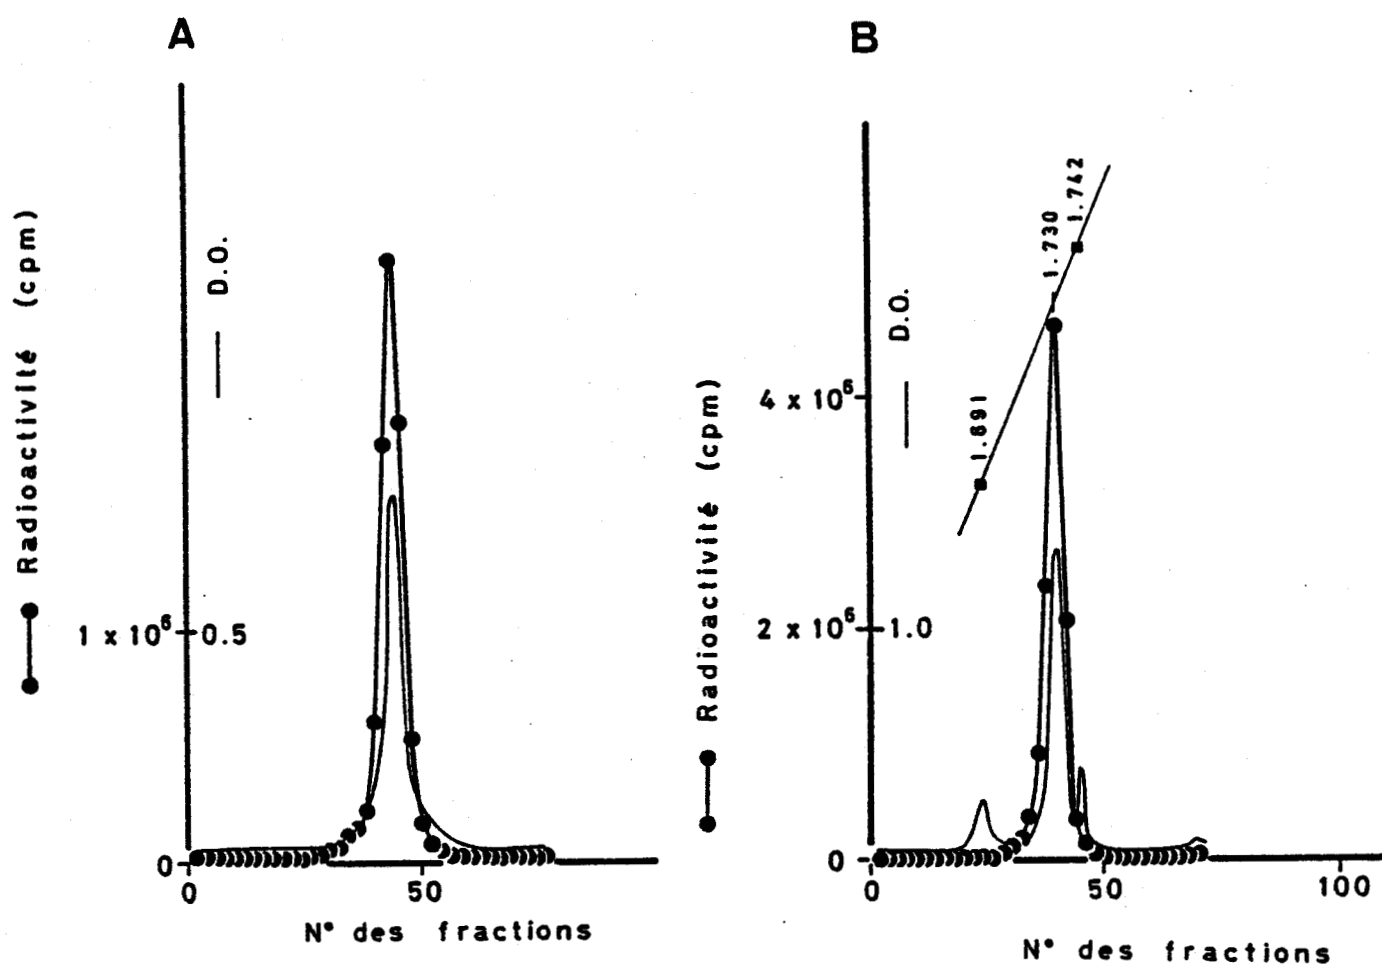 A
B
Radioactivité (cpm)
D.O.
1 x 10⁶
0.5
0
0
50
N° des fractions
Radioactivité (cpm)
D.O.
1.691
1.730
1.742
4 x 10⁶
2 x 10⁶
1.0
0
0
50
100
N° des fractions